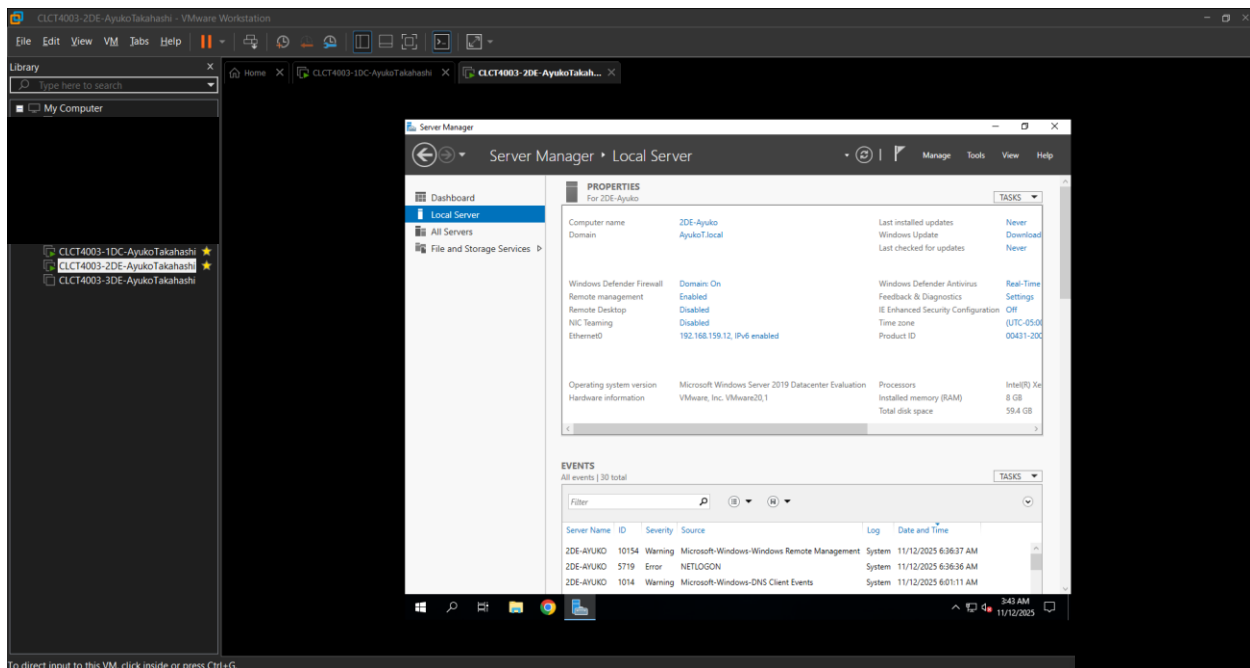 CLCT4003-2DE-AyukoTakahashi - VMware Workstation
File Edit View VM Tabs Help
Library
Type here to search
My Computer
CLCT4003-1DC-AyukoTakahashi
CLCT4003-2DE-AyukoTakahashi
CLCT4003-3DE-AyukoTakahashi
Home CLCT4003-1DC-AyukoTakahashi CLCT4003-2DE-AyukoTakah...
Server Manager
Server Manager Local Server
Manage Tools View Help
Dashboard
Local Server
All Servers
File and Storage Services
PROPERTIES
For 2DE-Ayuko
TASKS
Computer name 2DE-Ayuko Last installed updates Never
Domain AyukoT.local Windows Update Download
Last checked for updates Never
Windows Defender Firewall Domain: On Windows Defender Antivirus Real-Time
Remote management Enabled Feedback & Diagnostics Settings
Remote Desktop Disabled IE Enhanced Security Configuration Off
NIC Teaming Disabled Time zone (UTC-05:00
Ethernet0 192.168.159.12, IPv6 enabled Product ID 00431-200
Operating system version Microsoft Windows Server 2019 Datacenter Evaluation Processors Intel(R) Xe
Hardware information VMware, Inc. VMware20,1 Installed memory (RAM) 8 GB
Total disk space 59.4 GB
EVENTS
All events | 30 total
TASKS
Filter
Server Name ID Severity Source Log Date and Time
2DE-AYUKO 10154 Warning Microsoft-Windows-Windows Remote Management System 11/12/2025 6:36:37 AM
2DE-AYUKO 5719 Error NETLOGON System 11/12/2025 6:36:36 AM
2DE-AYUKO 1014 Warning Microsoft-Windows-DNS Client Events System 11/12/2025 6:01:11 AM
3:43 AM
11/12/2025
To direct input to this VM, click inside or press Ctrl+G.